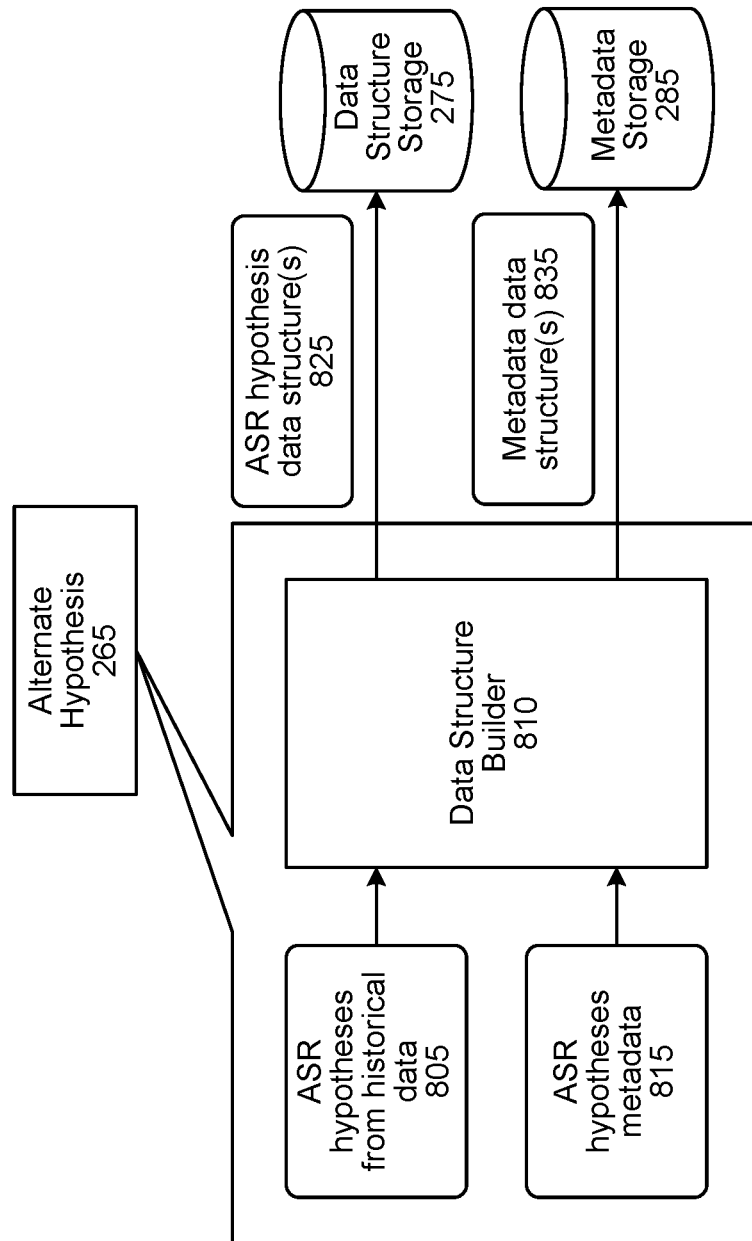 Alternate
Hypothesis
265
ASR
hypotheses
from historical
data
805
ASR
hypotheses
metadata
815
Data Structure
Builder
810
ASR hypothesis
data structure(s)
825
Metadata data
structure(s) 835
Data
Structure
Storage
275
Metadata
Storage
285